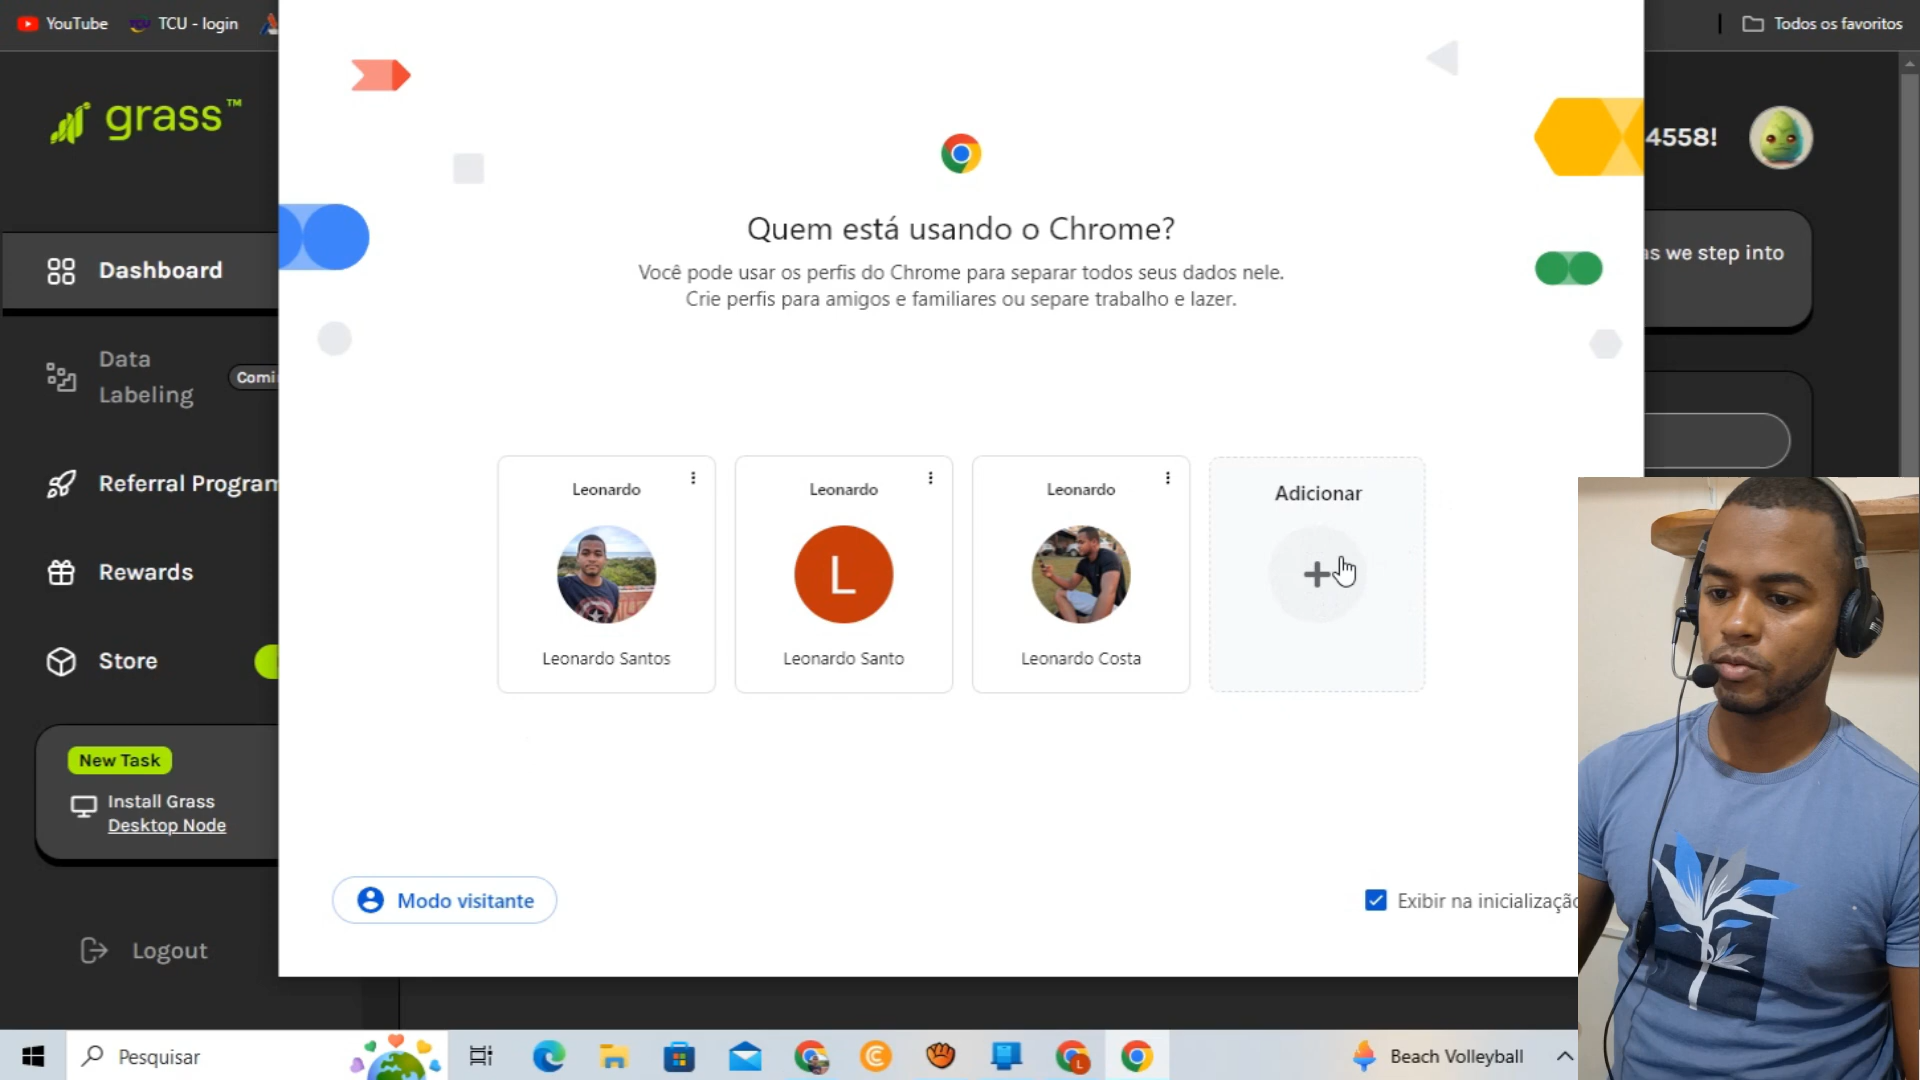 YouTube
TCU - login
Todos os favoritos
grass™
4558!
Quem está usando o Chrome?
Você pode usar os perfis do Chrome para separar todos seus dados nele.
Crie perfis para amigos e familiares ou separe trabalho e lazer.
as we step into
Dashboard
Data
Labeling
Comi
Referral Program
Rewards
Store
New Task
Install Grass
Desktop Node
Logout
Leonardo
Leonardo
Leonardo
Adicionar
L
Leonardo Santos
Leonardo Santo
Leonardo Costa
Modo visitante
Exibir na inicialização
Pesquisar
L
Beach Volleyball